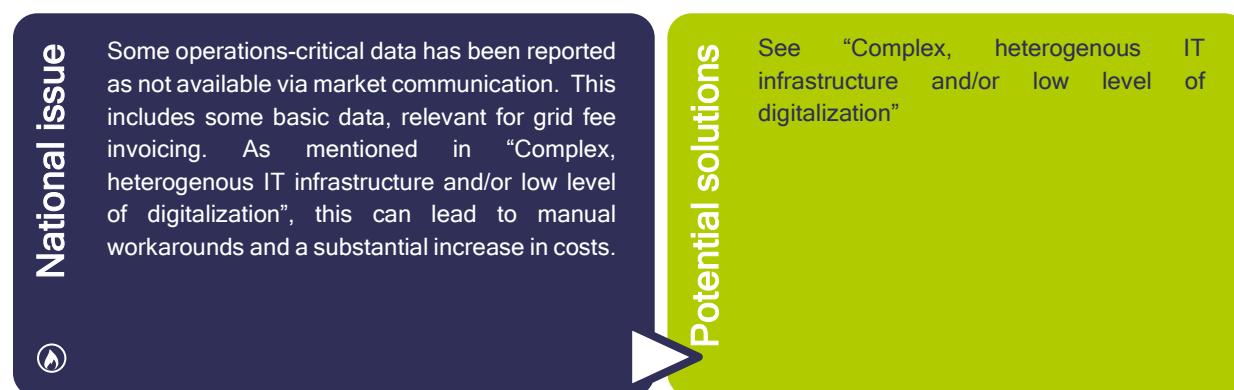 National issue
Some operations-critical data has been reported
as not available via market communication. This
includes some basic data, relevant for grid fee
invoicing. As mentioned in “Complex,
heterogenous IT infrastructure and/or low level
of digitalization”, this can lead to manual
workarounds and a substantial increase in costs.
Potential solutions
See “Complex, heterogenous IT
infrastructure and/or low level of
digitalization”